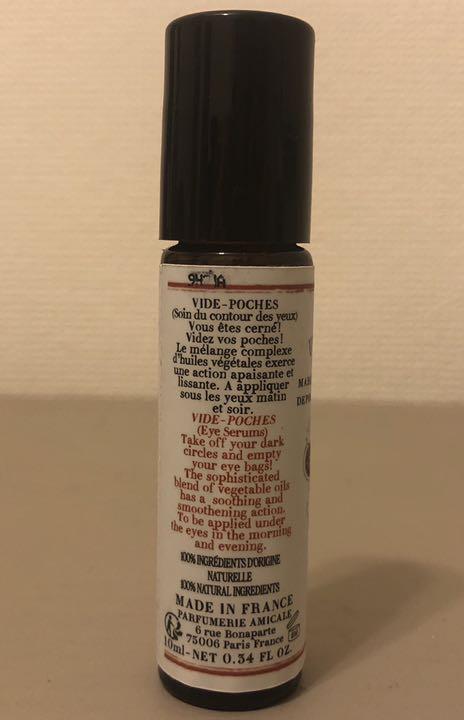 VIDE-POCHES
(Soin du contour des yeux)
Vous êtes cerné!
Videz vos poches!
Le mélange complexe
d'huiles végétales exerce
une action apaisante et
lissante. A appliquer
sous les yeux matin
et soir.
VIDE-POCHES
(Eye Serums)
Take off your dark
circles and empty
your eye bags!
The sophisticated
blend of vegetable oils
has a soothing and
smoothening action.
To be applied under
the eyes in the morning
and evening.
100% INGRÉDIENTS D'ORIGINE
NATURELLE
100% NATURAL INGREDIENTS
MADE IN FRANCE
PARFUMERIE AMICALE
6 rue Bonaparte
75006 Paris France
10ml-NET 0.34 FL OZ.